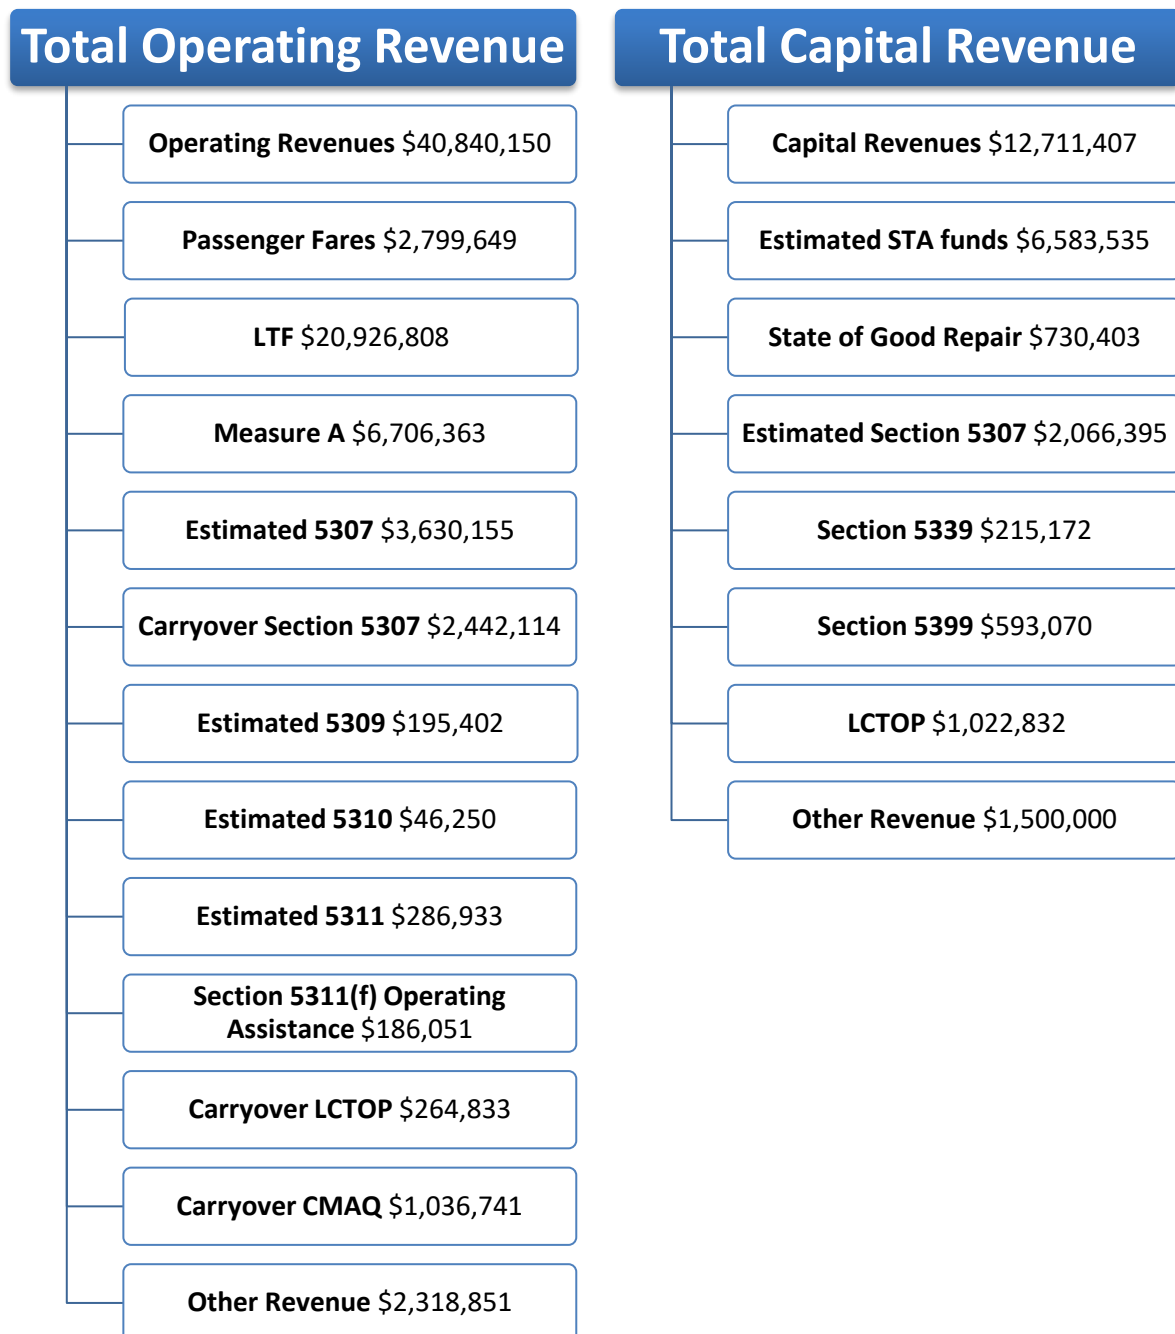 Total Operating Revenue
Operating Revenues $40,840,150
Passenger Fares $2,799,649
LTF $20,926,808
Measure A $6,706,363
Estimated 5307 $3,630,155
Carryover Section 5307 $2,442,114
Estimated 5309 $195,402
Estimated 5310 $46,250
Estimated 5311 $286,933
Section 5311(f) Operating
Assistance $186,051
Carryover LCTOP $264,833
Carryover CMAQ $1,036,741
Other Revenue $2,318,851
Total Capital Revenue
Capital Revenues $12,711,407
Estimated STA funds $6,583,535
State of Good Repair $730,403
Estimated Section 5307 $2,066,395
Section 5339 $215,172
Section 5399 $593,070
LCTOP $1,022,832
Other Revenue $1,500,000